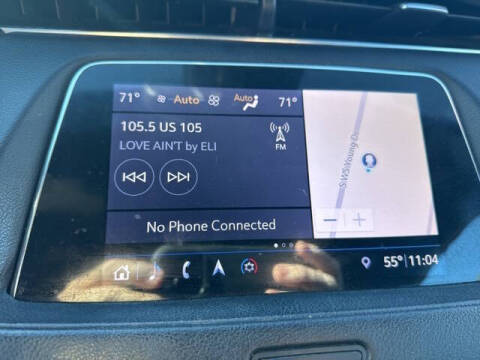 71° Auto Auto 71°
105.5 US 105
LOVE AIN'T by ELI
FM
No Phone Connected
S WS Young Dr
55° 11:04